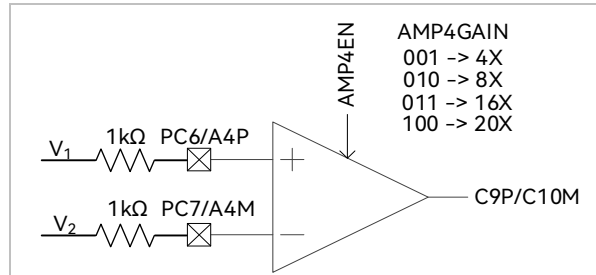 AMP4EN
AMP4GAIN
001 -> 4X
010 -> 8X
011 -> 16X
100 -> 20X
V₁
1kΩ
PC6/A4P
+
V₂
1kΩ
PC7/A4M
−
C9P/C10M